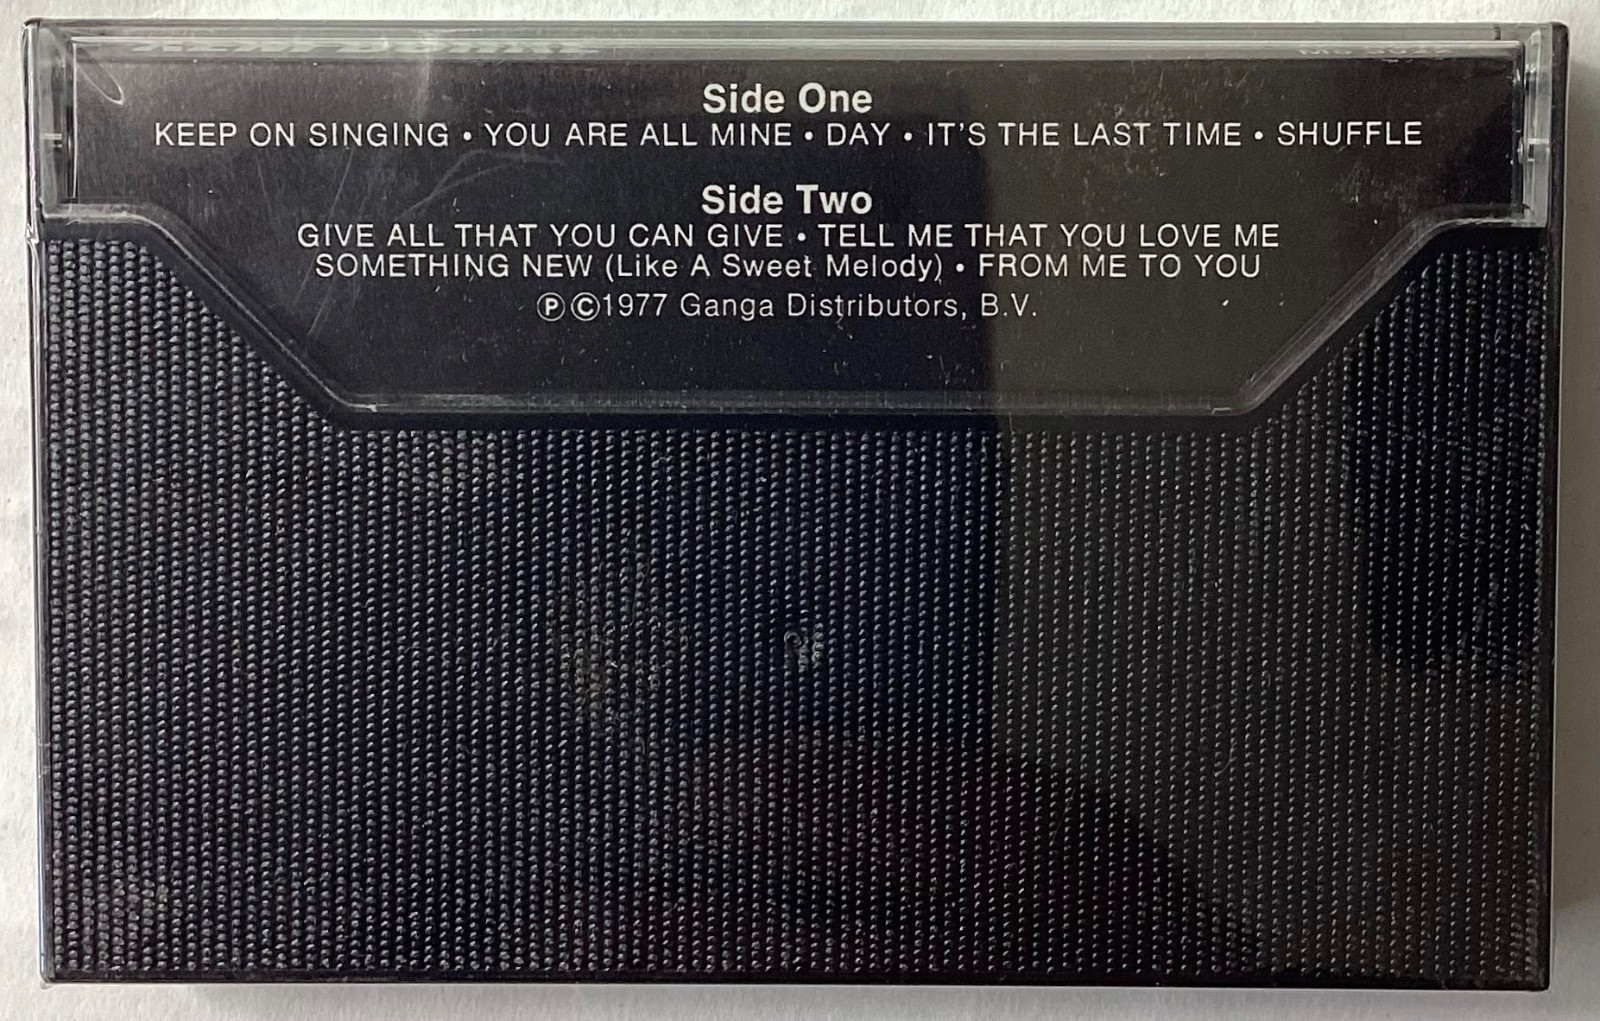 Side One
KEEP ON SINGING • YOU ARE ALL MINE • DAY • IT'S THE LAST TIME • SHUFFLE
Side Two
GIVE ALL THAT YOU CAN GIVE • TELL ME THAT YOU LOVE ME
SOMETHING NEW (Like A Sweet Melody) • FROM ME TO YOU
Ⓟ©1977 Ganga Distributors, B.V.